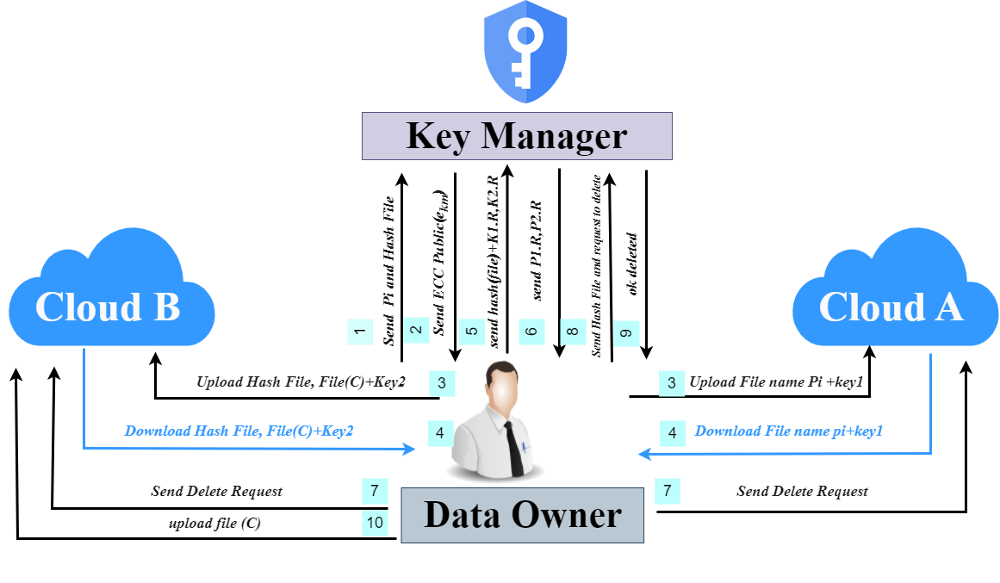 Key Manager
Cloud B
Cloud A
1
Send Pi and Hash File
2
Send ECC Public(ekm)
5
send hash(file)+K1.R,K2.R
6
send P1.R,P2.R
8
Send Hash File and request to delete
9
ok deleted
Upload Hash File, File(C)+Key2
3
3
Upload File name Pi +key1
Download Hash File, File(C)+Key2
4
4
Download File name pi+key1
Send Delete Request
7
7
Send Delete Request
upload file (C)
10
Data Owner